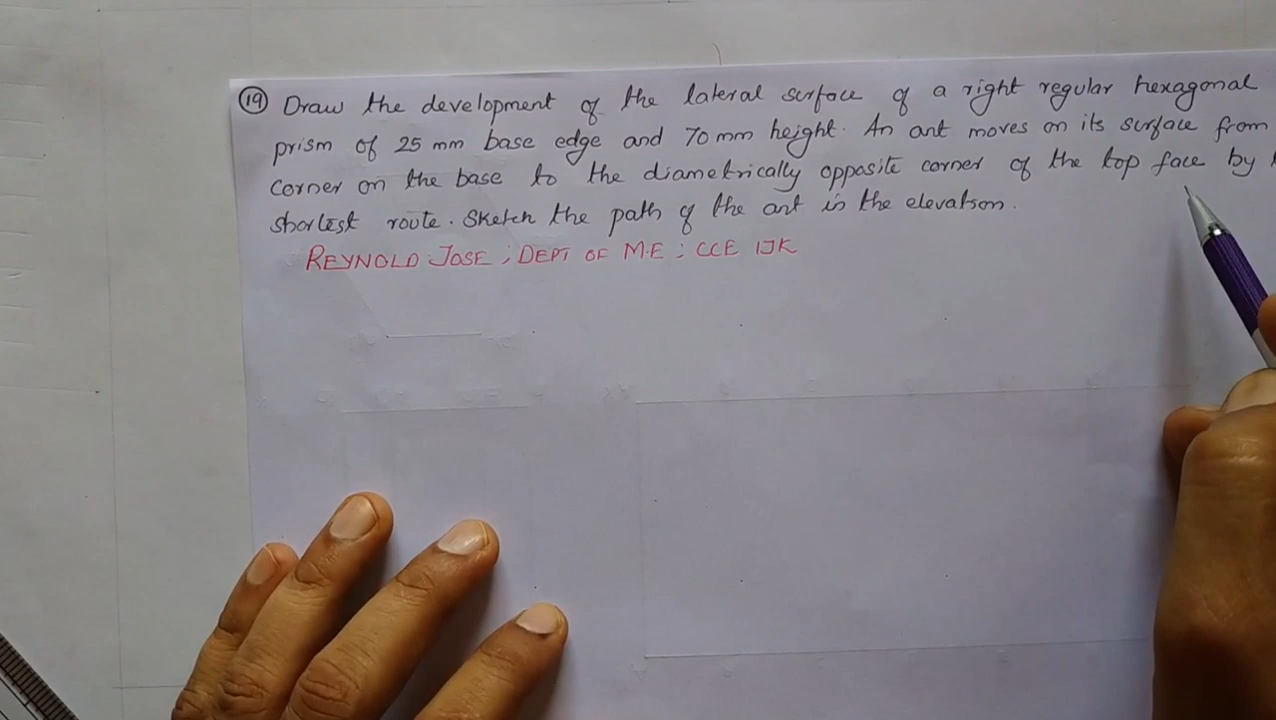 19 Draw the development of the lateral surface of a right regular hexagonal
prism of 25 mm base edge and 70 mm height. An ant moves on its surface from
corner on the base to the diametrically opposite corner of the top face by
shortest route. Sketch the path of the ant in the elevation.
REYNOLD JOSE ; DEPT OF M.E ; CCE IJK